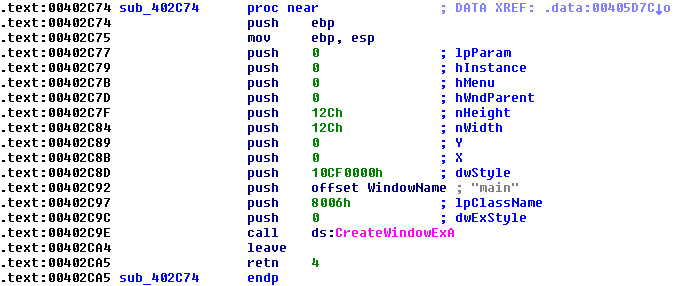 .text:00402C74 sub_402C74 proc near ; DATA XREF: .data:00405D7C↓o
.text:00402C74 push ebp
.text:00402C75 mov ebp, esp
.text:00402C77 push 0 ; lpParam
.text:00402C79 push 0 ; hInstance
.text:00402C7B push 0 ; hMenu
.text:00402C7D push 0 ; hWndParent
.text:00402C7F push 12Ch ; nHeight
.text:00402C84 push 12Ch ; nWidth
.text:00402C89 push 0 ; Y
.text:00402C8B push 0 ; X
.text:00402C8D push 10CF0000h ; dwStyle
.text:00402C92 push offset WindowName ; "main"
.text:00402C97 push 8006h ; lpClassName
.text:00402C9C push 0 ; dwExStyle
.text:00402C9E call ds:CreateWindowExA
.text:00402CA4 leave
.text:00402CA5 retn 4
.text:00402CA5 sub_402C74 endp